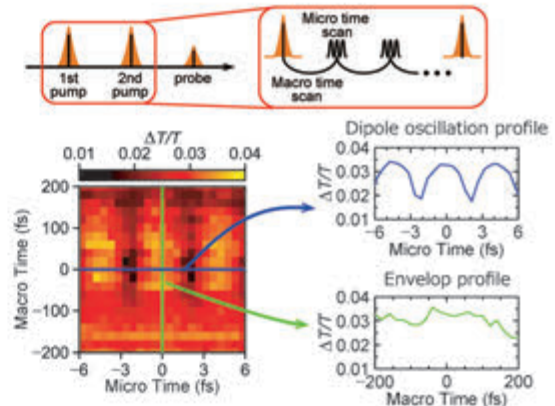 Micro time
scan
1st
pump
2nd
pump
probe
Macro time
scan
ΔT/T
0.01 0.02 0.03 0.04
Macro Time (fs)
200
100
0
−100
−200
−6 −3 0 3 6
Micro Time (fs)
Dipole oscillation profile
ΔT/T
0.04
0.03
0.02
0.01
−6 −3 0 3 6
Micro Time (fs)
Envelop profile
ΔT/T
0.04
0.03
0.02
0.01
−200 0 200
Macro Time (fs)